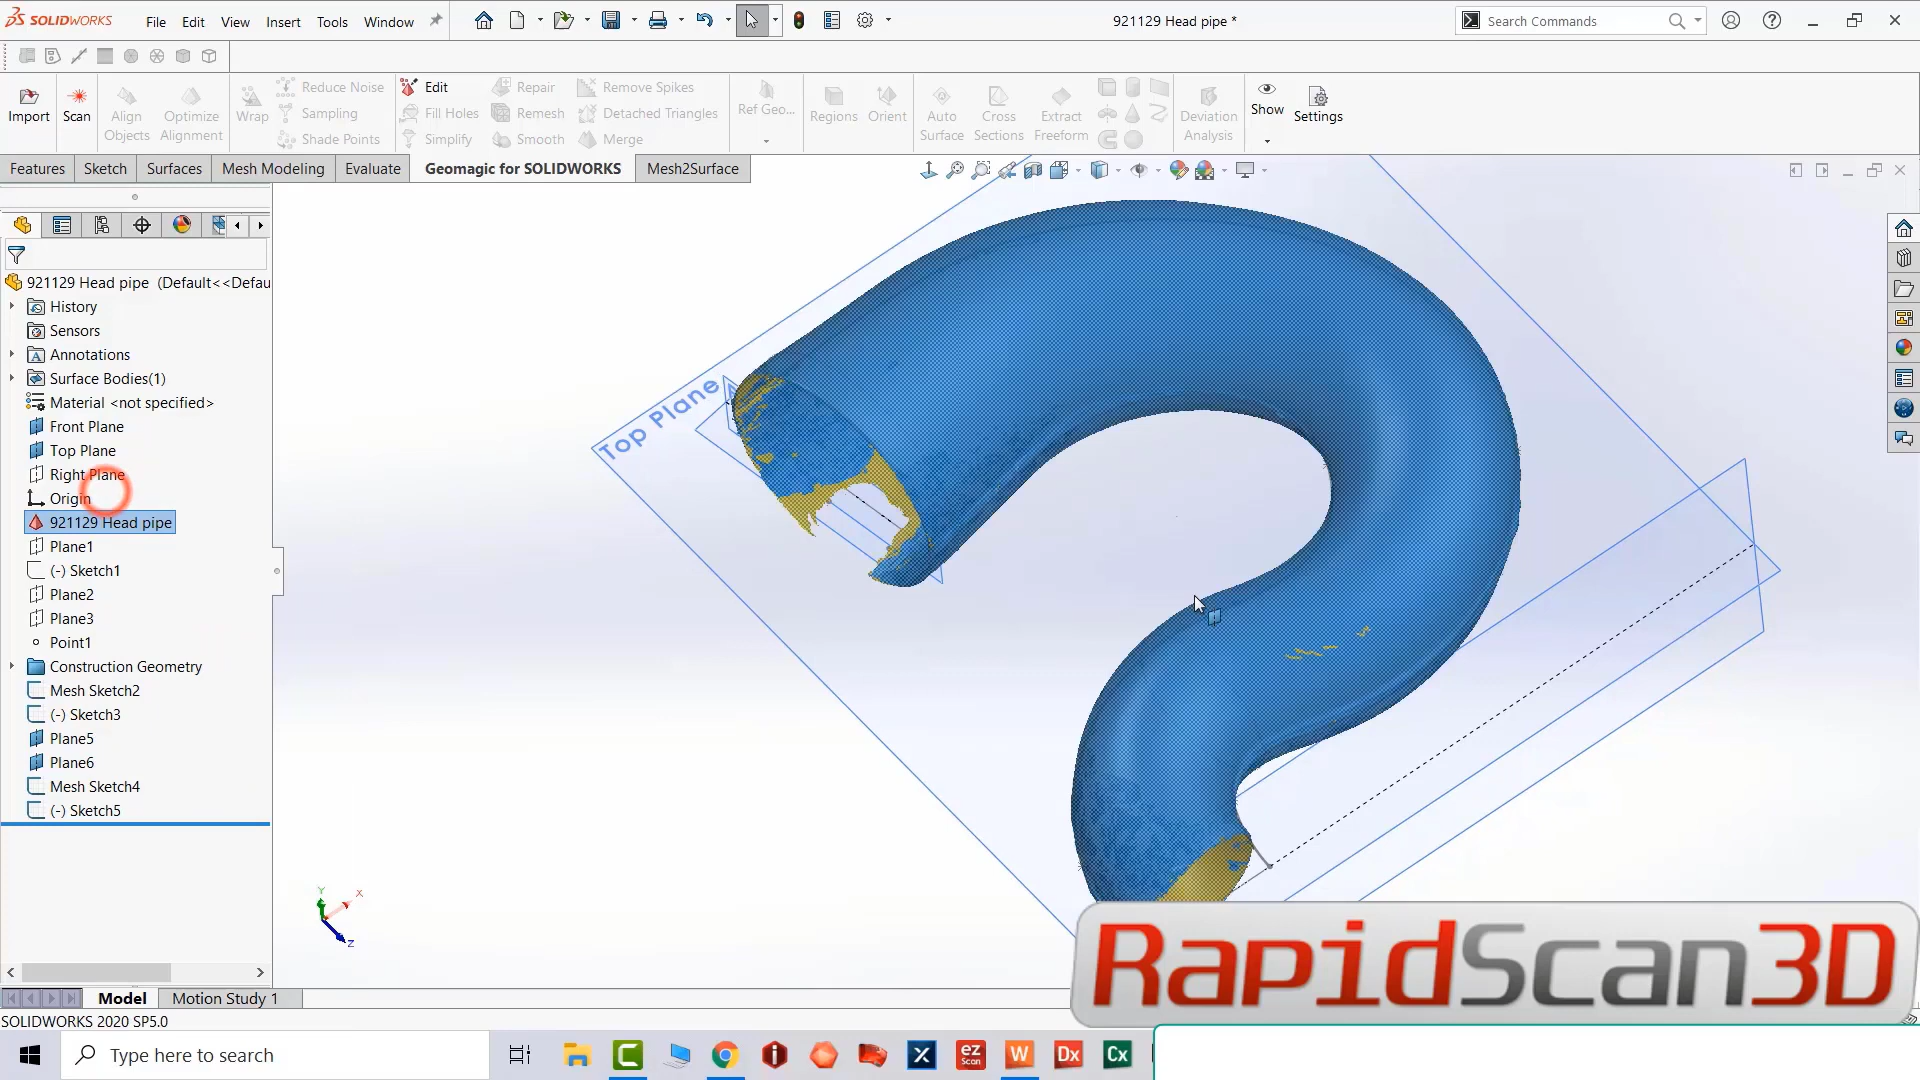 SOLIDWORKS
File Edit View Insert Tools Window
921129 Head pipe *
Search Commands
Import
Scan
Align Objects
Optimize Alignment
Wrap
Reduce Noise
Sampling
Shade Points
Edit
Fill Holes
Simplify
Repair
Remesh
Smooth
Remove Spikes
Detached Triangles
Merge
Ref Geo...
Regions
Orient
Auto Surface
Cross Sections
Extract Freeform
Deviation Analysis
Show
Settings
Features Sketch Surfaces Mesh Modeling Evaluate Geomagic for SOLIDWORKS Mesh2Surface
921129 Head pipe (Default<<Defau
History
Sensors
Annotations
Surface Bodies(1)
Material <not specified>
Front Plane
Top Plane
Right Plane
Origin
921129 Head pipe
Plane1
(-) Sketch1
Plane2
Plane3
Point1
Construction Geometry
Mesh Sketch2
(-) Sketch3
Plane5
Plane6
Mesh Sketch4
(-) Sketch5
Top Plane
Y
X
Z
RapidScan3D
Model Motion Study 1
SOLIDWORKS 2020 SP5.0
Type here to search
ez Scan
W
Dx
Cx